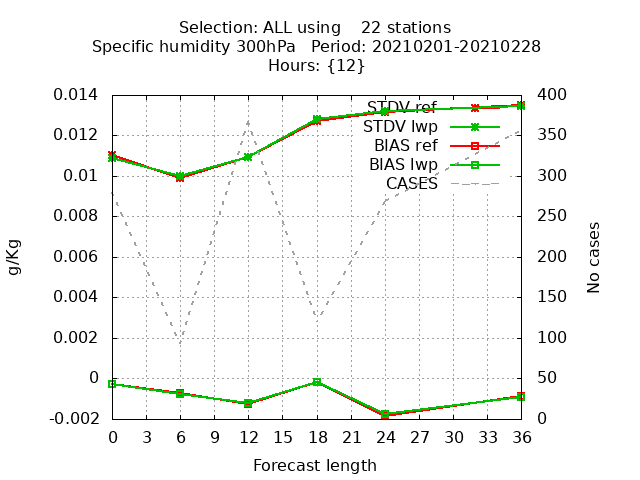 Selection: ALL using    22 stations
Specific humidity 300hPa   Period: 20210201-20210228
Hours: {12}
0.014
0.012
0.01
0.008
0.006
0.004
0.002
0
-0.002
g/Kg
STDV ref
STDV lwp
BIAS ref
BIAS lwp
CASES
400
350
300
250
200
150
100
50
0
No cases
0 3 6 9 12 15 18 21 24 27 30 33 36
Forecast length